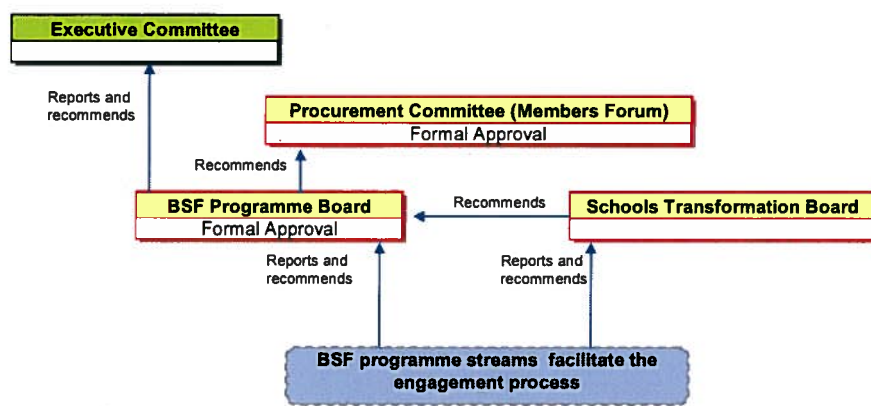 Executive Committee
Reports and
recommends
Procurement Committee (Members Forum)
Formal Approval
Recommends
BSF Programme Board
Formal Approval
Recommends
Schools Transformation Board
Reports and
recommends
Reports and
recommends
BSF programme streams facilitate the
engagement process